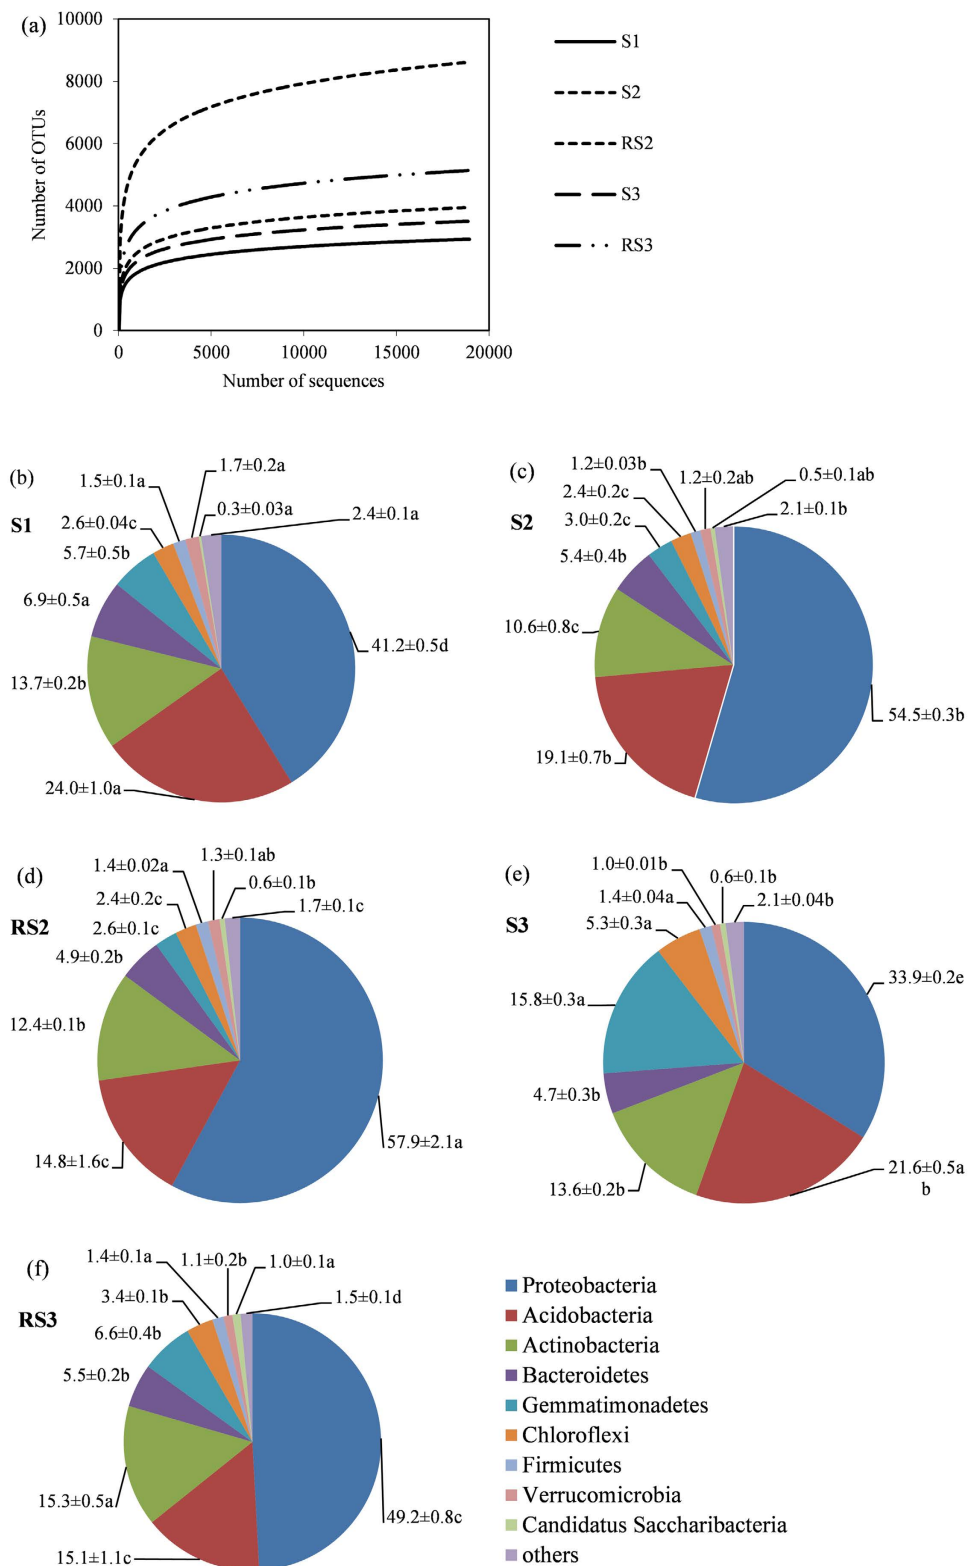 (a)
10000
8000
6000
4000
2000
0
Number of OTUs
0 5000 10000 15000 20000
Number of sequences
S1
S2
RS2
S3
RS3
(b)
S1
1.7±0.2a
1.5±0.1a
0.3±0.03a
2.4±0.1a
2.6±0.04c
5.7±0.5b
6.9±0.5a
41.2±0.5d
13.7±0.2b
24.0±1.0a
(c)
S2
1.2±0.03b
1.2±0.2ab
0.5±0.1ab
2.4±0.2c
2.1±0.1b
3.0±0.2c
5.4±0.4b
10.6±0.8c
54.5±0.3b
19.1±0.7b
(d)
RS2
1.3±0.1ab
1.4±0.02a
0.6±0.1b
2.4±0.2c
1.7±0.1c
2.6±0.1c
4.9±0.2b
12.4±0.1b
57.9±2.1a
14.8±1.6c
(e)
S3
1.0±0.01b
0.6±0.1b
1.4±0.04a
2.1±0.04b
5.3±0.3a
33.9±0.2e
15.8±0.3a
4.7±0.3b
13.6±0.2b
21.6±0.5a
b
(f)
RS3
1.4±0.1a
1.1±0.2b
1.0±0.1a
3.4±0.1b
1.5±0.1d
6.6±0.4b
5.5±0.2b
15.3±0.5a
49.2±0.8c
15.1±1.1c
Proteobacteria
Acidobacteria
Actinobacteria
Bacteroidetes
Gemmatimonadetes
Chloroflexi
Firmicutes
Verrucomicrobia
Candidatus Saccharibacteria
others